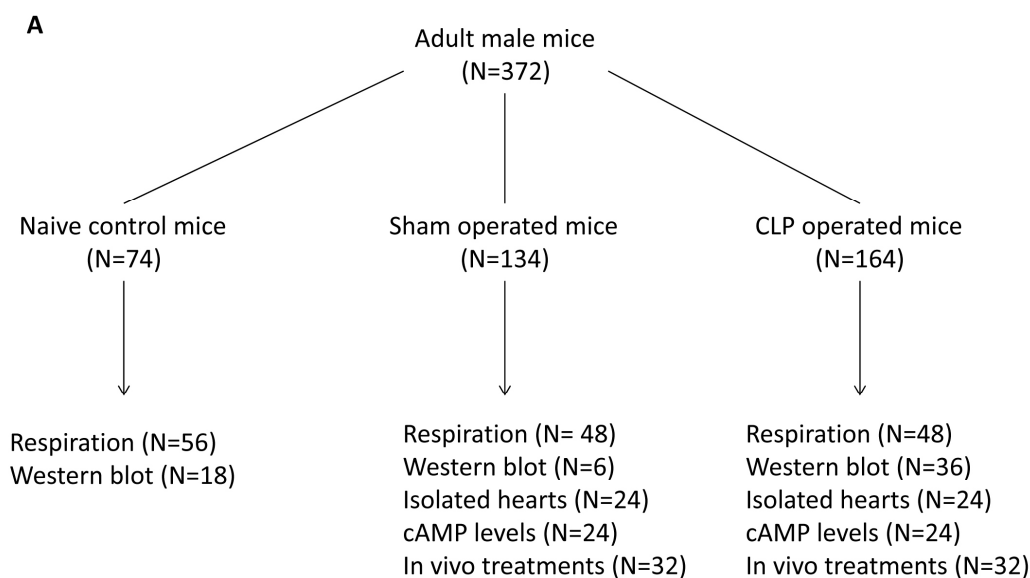 A
Adult male mice
(N=372)
Naive control mice
(N=74)
Sham operated mice
(N=134)
CLP operated mice
(N=164)
Respiration (N=56)
Western blot (N=18)
Respiration (N= 48)
Western blot (N=6)
Isolated hearts (N=24)
cAMP levels (N=24)
In vivo treatments (N=32)
Respiration (N=48)
Western blot (N=36)
Isolated hearts (N=24)
cAMP levels (N=24)
In vivo treatments (N=32)